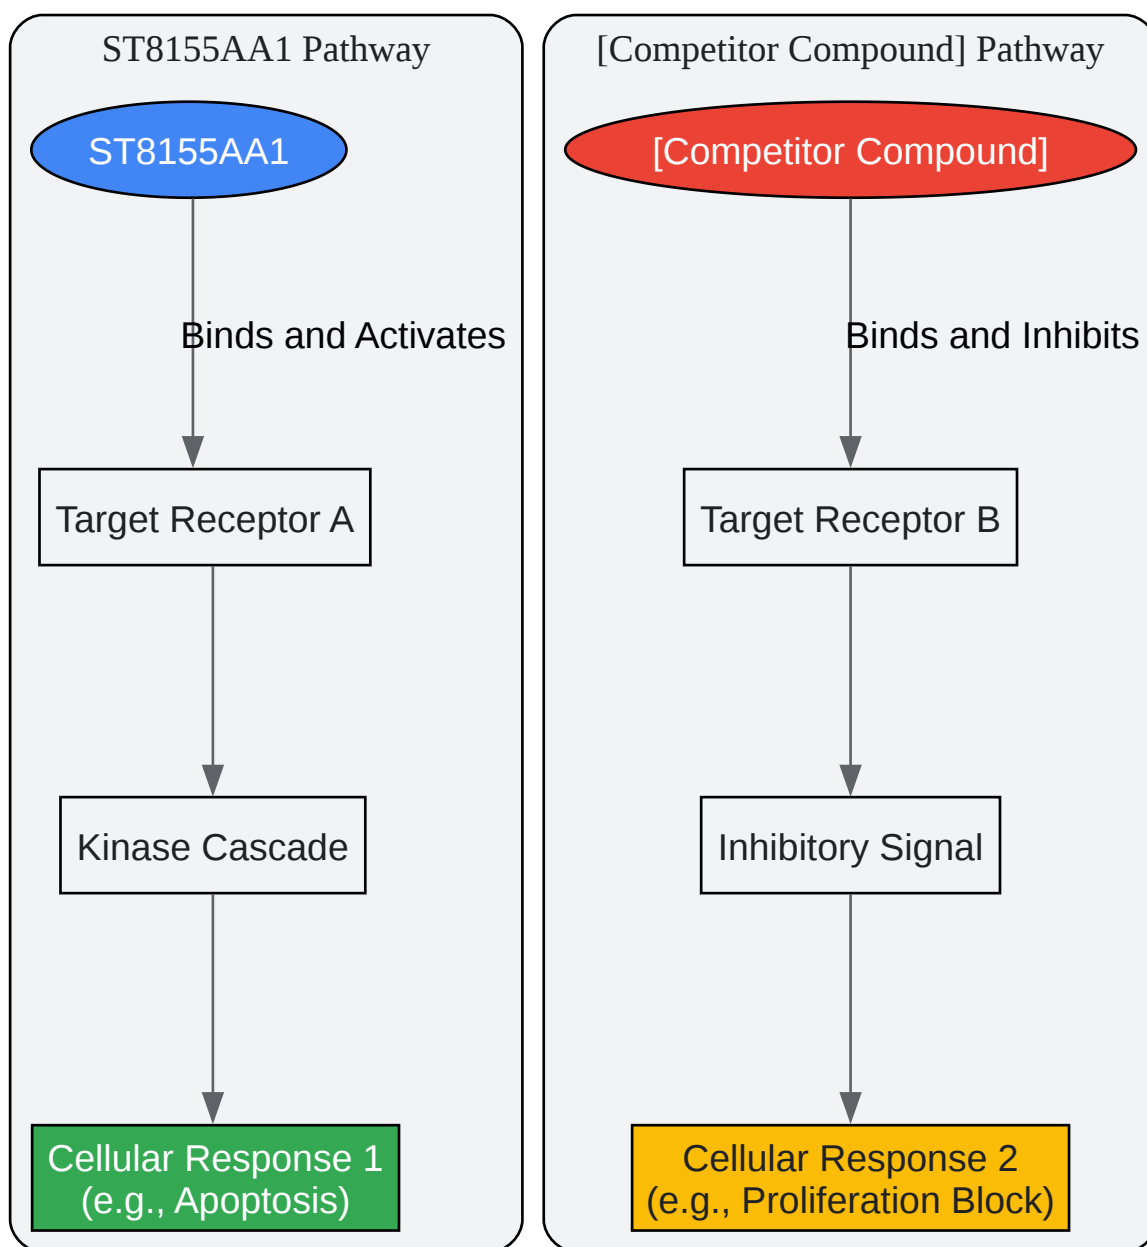 ST8155AA1 Pathway
ST8155AA1
Binds and Activates
Target Receptor A
Kinase Cascade
Cellular Response 1
(e.g., Apoptosis)
[Competitor Compound] Pathway
[Competitor Compound]
Binds and Inhibits
Target Receptor B
Inhibitory Signal
Cellular Response 2
(e.g., Proliferation Block)